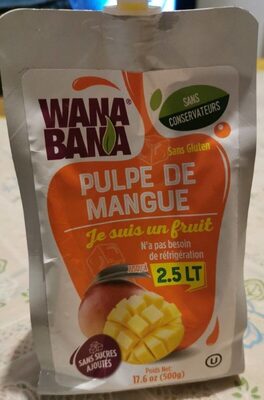 WANA
BANA®
SANS
CONSERVATEURS
Sans Gluten
PULPE DE
MANGUE
Je suis un fruit
N'a pas besoin
de réfrigération
2.5 LT
SANS SUCRES
AJOUTÉS
Poids Net
17.6 oz (500g)
U